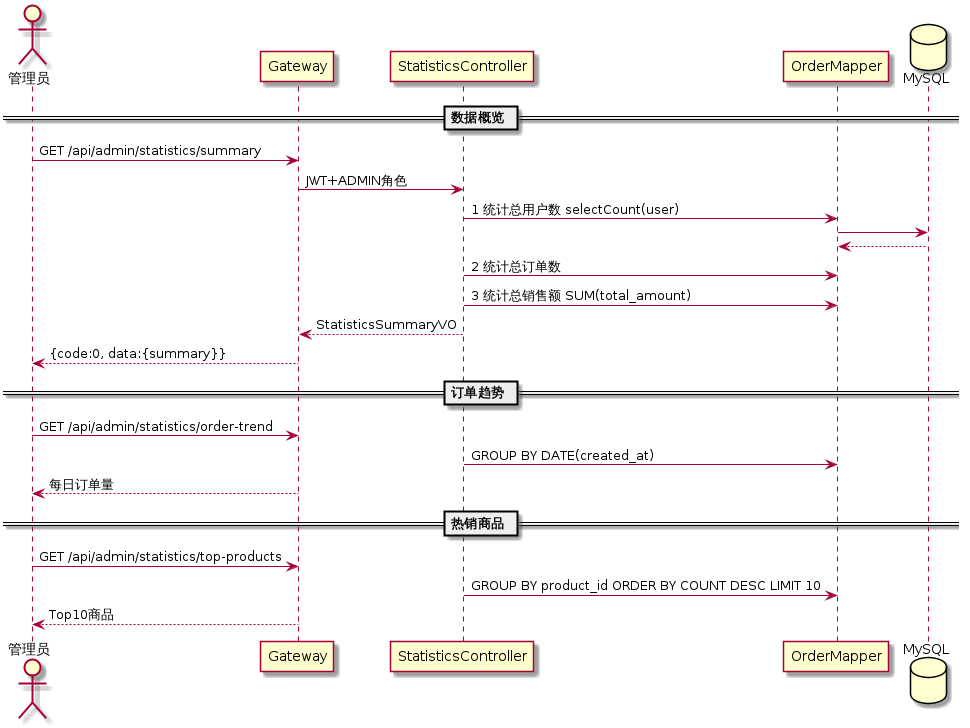 管理员
Gateway
StatisticsController
OrderMapper
MySQL
数据概览
GET /api/admin/statistics/summary
JWT+ADMIN角色
1 统计总用户数 selectCount(user)
2 统计总订单数
3 统计总销售额 SUM(total_amount)
StatisticsSummaryVO
{code:0, data:{summary}}
订单趋势
GET /api/admin/statistics/order-trend
GROUP BY DATE(created_at)
每日订单量
热销商品
GET /api/admin/statistics/top-products
GROUP BY product_id ORDER BY COUNT DESC LIMIT 10
Top10商品
管理员
Gateway
StatisticsController
OrderMapper
MySQL